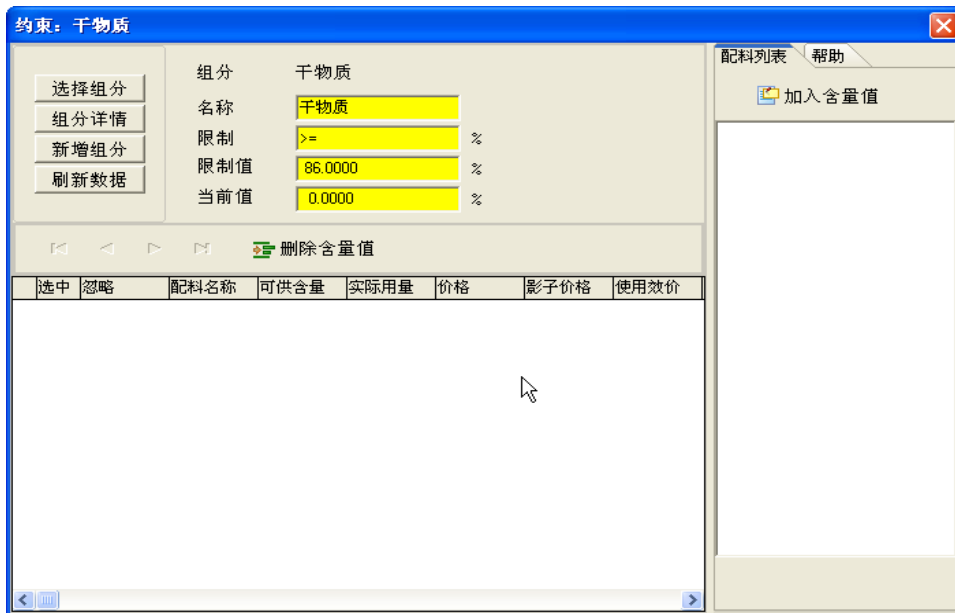 约束：干物质
选择组分
组分详情
新增组分
刷新数据
组分 干物质
名称 干物质
限制 >= %
限制值 86.0000 %
当前值 0.0000 %
删除含量值
选中 忽略 配料名称 可供含量 实际用量 价格 影子价格 使用效价
配料列表 帮助
加入含量值